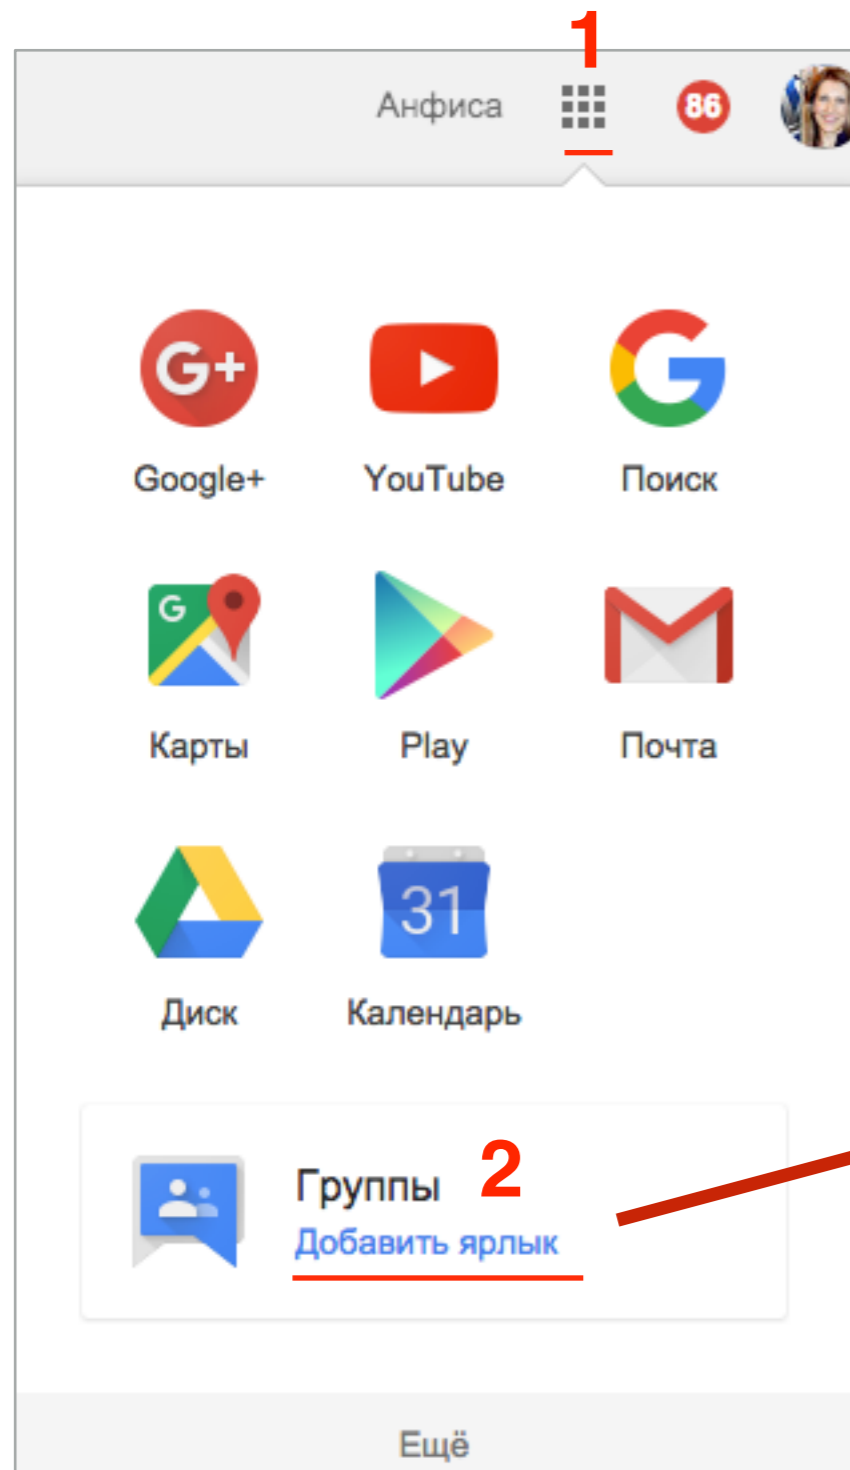 1
Анфиса 86
G+
Google+ YouTube Поиск
G
Карты Play Почта
31
Диск Календарь
Группы 2
Добавить ярлык
Ещё